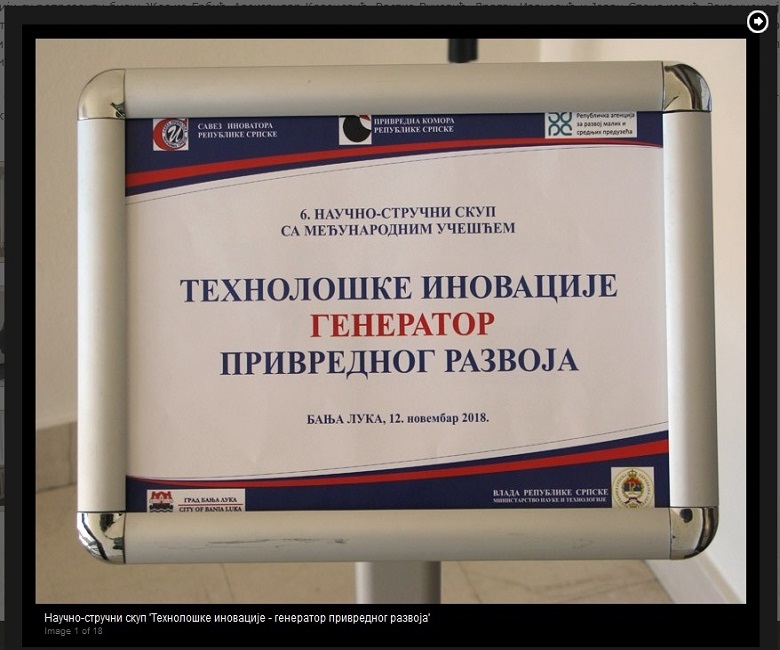 САВЕЗ ИНОВАТОРА
РЕПУБЛИКЕ СРПСКЕ
ПРИВРЕДНА КОМОРА
РЕПУБЛИКЕ СРПСКЕ
Републичка агенција
за развој малих и
средњих предузећа
6. НАУЧНО-СТРУЧНИ СКУП
СА МЕЂУНАРОДНИМ УЧЕШЋЕМ
ТЕХНОЛОШКЕ ИНОВАЦИЈЕ
ГЕНЕРАТОР
ПРИВРЕДНОГ РАЗВОЈА
БАЊА ЛУКА, 12. новембар 2018.
ГРАД БАЊА ЛУКА
CITY OF BANJA LUKA
ВЛАДА РЕПУБЛИКЕ СРПСКЕ
МИНИСТАРСТВО НАУКЕ И ТЕХНОЛОГИЈЕ
Научно-стручни скуп 'Технолошке иновације - генератор привредног развоја'
Image 1 of 18